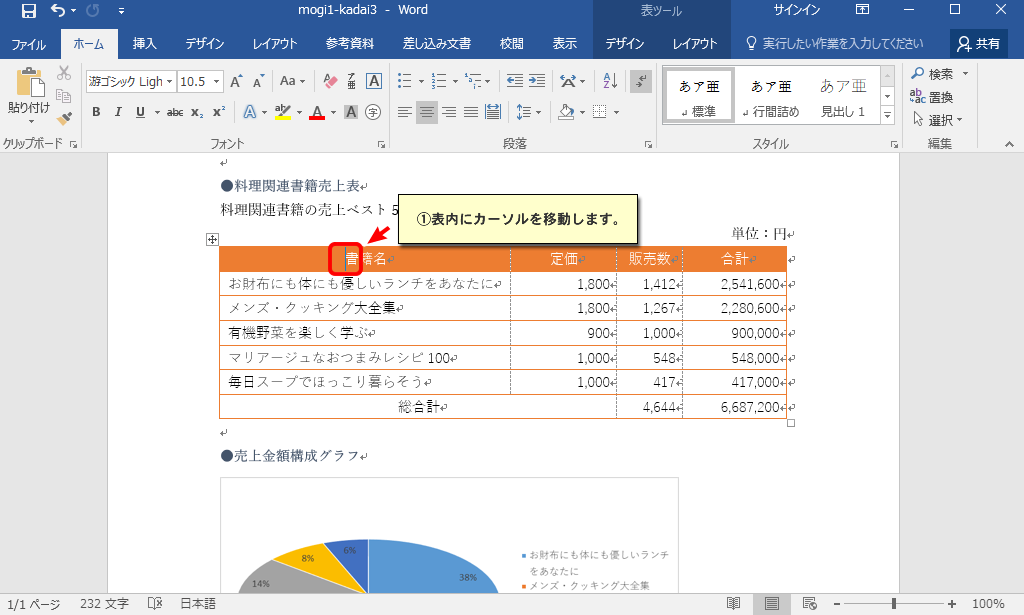 mogi1-kadai3 - Word
表ツール
サインイン
ファイル
ホーム
挿入
デザイン
レイアウト
参考資料
差し込み文書
校閲
表示
デザイン
レイアウト
実行したい作業を入力してください
共有
貼り付け
クリップボード
游ゴシック Ligh
10.5
A A Aa A 亜 A
B I U abc x₂ x² A ab A A 字
フォント
段落
あア亜 あア亜 あア亜
標準 行間詰め 見出し 1
スタイル
検索
置換
選択
編集
●料理関連書籍売上表
料理関連書籍の売上ベスト 5
①表内にカーソルを移動します。
単位：円
書籍名 定価 販売数 合計
お財布にも体にも優しいランチをあなたに 1,800 1,412 2,541,600
メンズ・クッキング大全集 1,800 1,267 2,280,600
有機野菜を楽しく学ぶ 900 1,000 900,000
マリアージュなおつまみレシピ 100 1,000 548 548,000
毎日スープでほっこり暮らそう 1,000 417 417,000
総合計 4,644 6,687,200
●売上金額構成グラフ
6%
8%
14%
38%
お財布にも体にも優しいランチ
をあなたに
メンズ・クッキング大全集
1/1 ページ 232 文字 日本語 100%